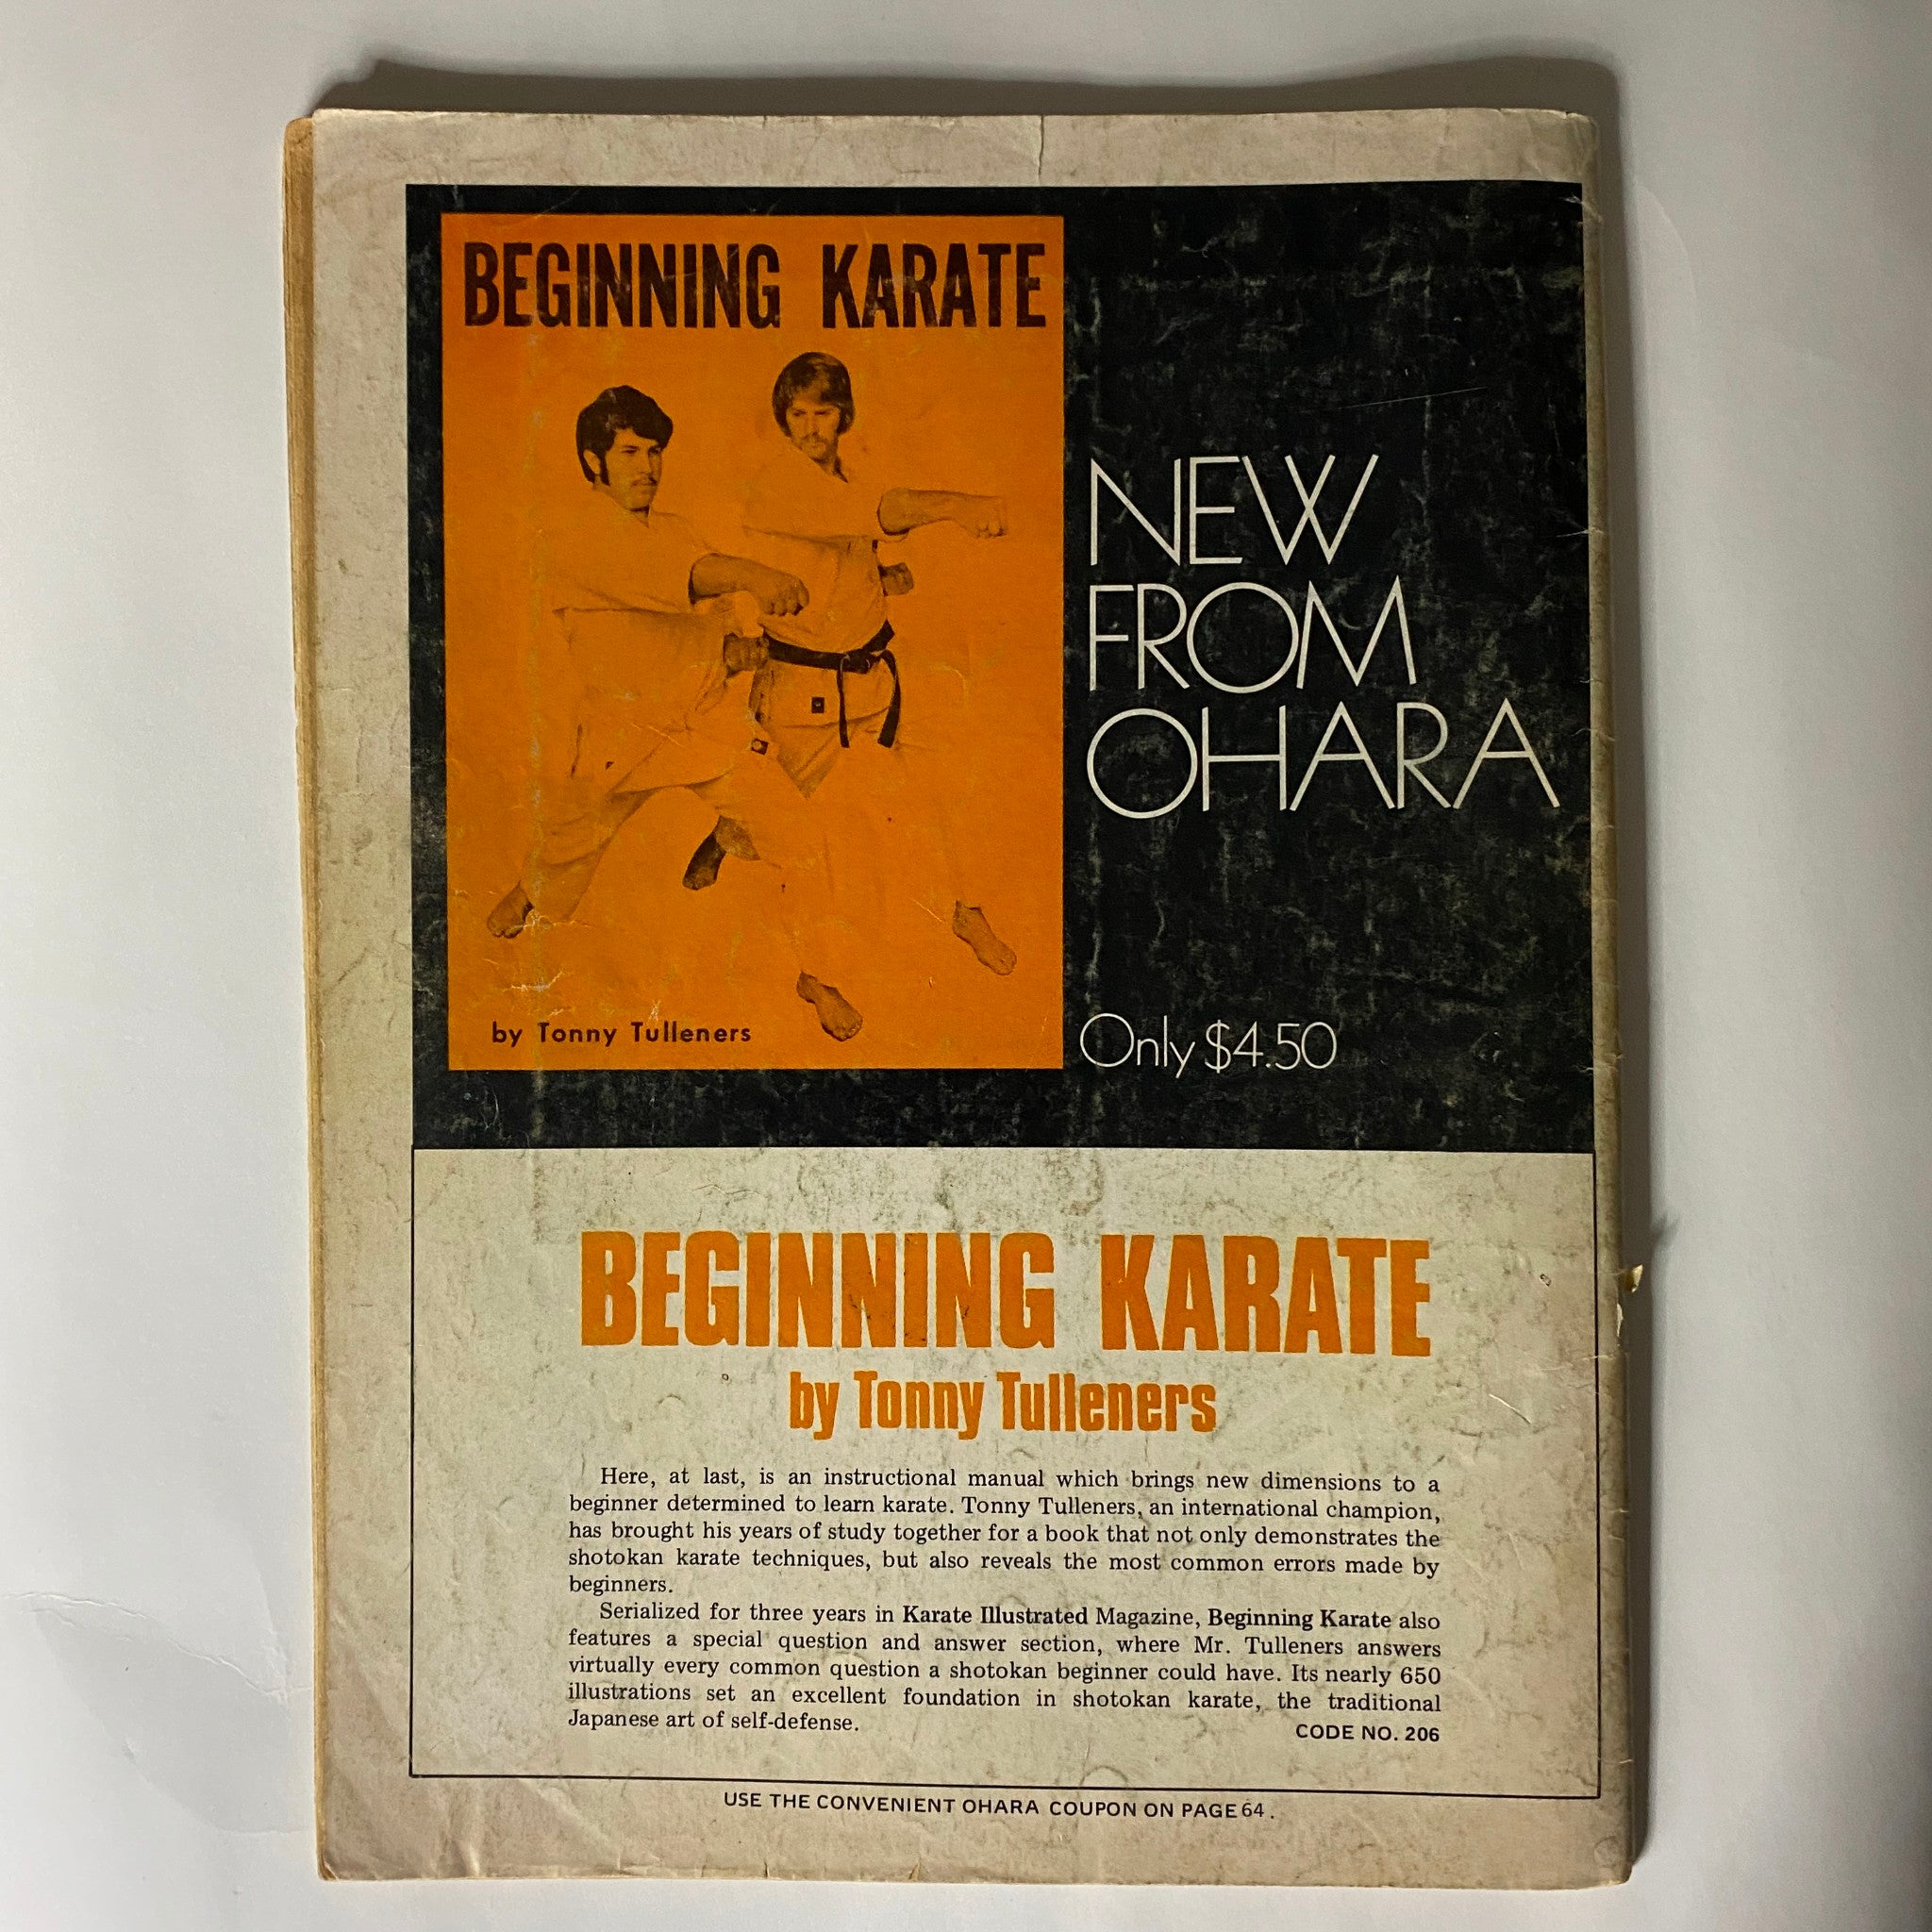 BEGINNING KARATE
by Tonny Tulleners
NEW
FROM
OHARA
Only $4.50
BEGINNING KARATE
by Tonny Tulleners
Here, at last, is an instructional manual which brings new dimensions to a
beginner determined to learn karate. Tonny Tulleners, an international champion,
has brought his years of study together for a book that not only demonstrates the
shotokan karate techniques, but also reveals the most common errors made by
beginners.
Serialized for three years in Karate Illustrated Magazine, Beginning Karate also
features a special question and answer section, where Mr. Tulleners answers
virtually every common question a shotokan beginner could have. Its nearly 650
illustrations set an excellent foundation in shotokan karate, the traditional
Japanese art of self-defense.
CODE NO. 206
USE THE CONVENIENT OHARA COUPON ON PAGE 64.